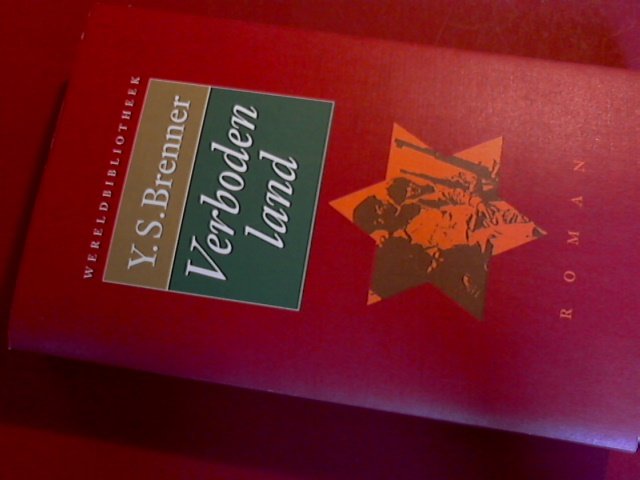 WERELDBIBLIOTHEEK
Y.S.Brenner
Verboden
land
ROMAN